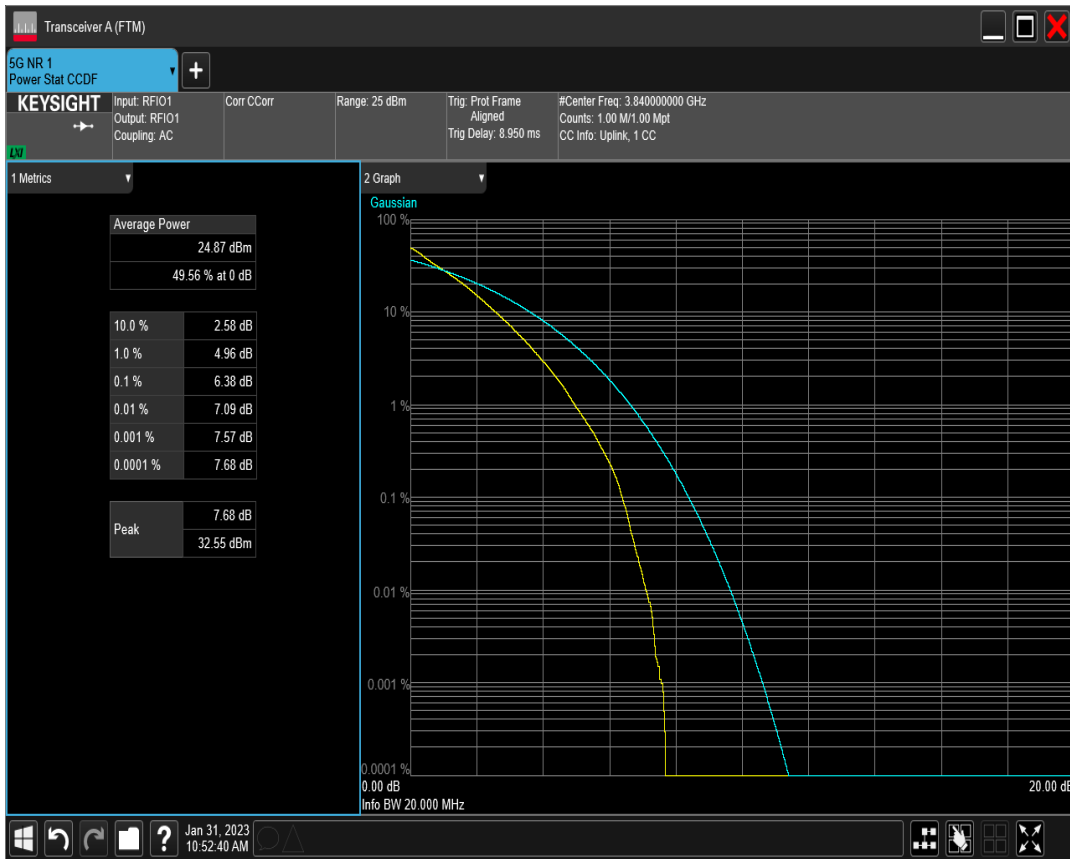 Transceiver A (FTM)
5G NR 1
Power Stat CCDF
+
KEYSIGHT
LXI
Input: RFIO1
Output: RFIO1
Coupling: AC
Corr CCorr
Range: 25 dBm
Trig: Prot Frame
Aligned
Trig Delay: 8.950 ms
#Center Freq: 3.840000000 GHz
Counts: 1.00 M/1.00 Mpt
CC Info: Uplink, 1 CC
1 Metrics
Average Power
24.87 dBm
49.56 % at 0 dB
10.0 % 2.58 dB
1.0 % 4.96 dB
0.1 % 6.38 dB
0.01 % 7.09 dB
0.001 % 7.57 dB
0.0001 % 7.68 dB
Peak
7.68 dB
32.55 dBm
2 Graph
Gaussian
100 %
10 %
1 %
0.1 %
0.01 %
0.001 %
0.0001 %
0.00 dB 20.00 dB
Info BW 20.000 MHz
?
Jan 31, 2023
10:52:40 AM